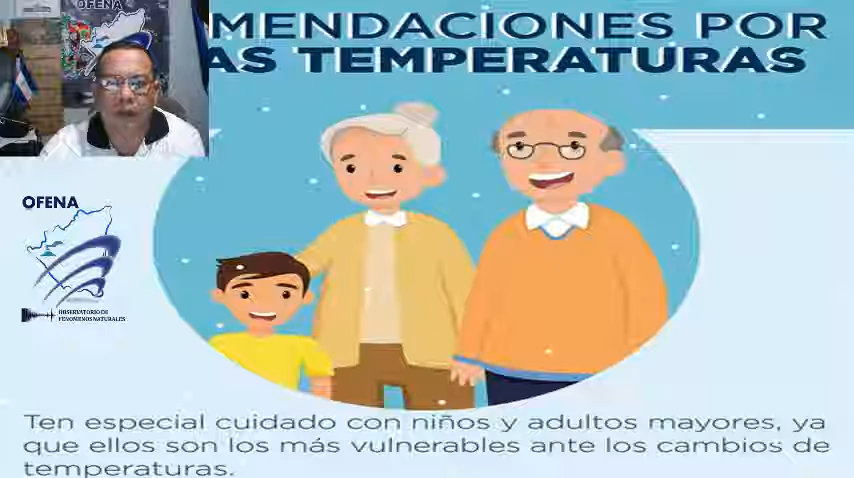 OFENA
MENDACIONES POR
AS TEMPERATURAS
OFENA
OBSERVATORIO DE
FENOMENOS NATURALES
Ten especial cuidado con niños y adultos mayores, ya
que ellos son los más vulnerables ante los cambios de
temperaturas.